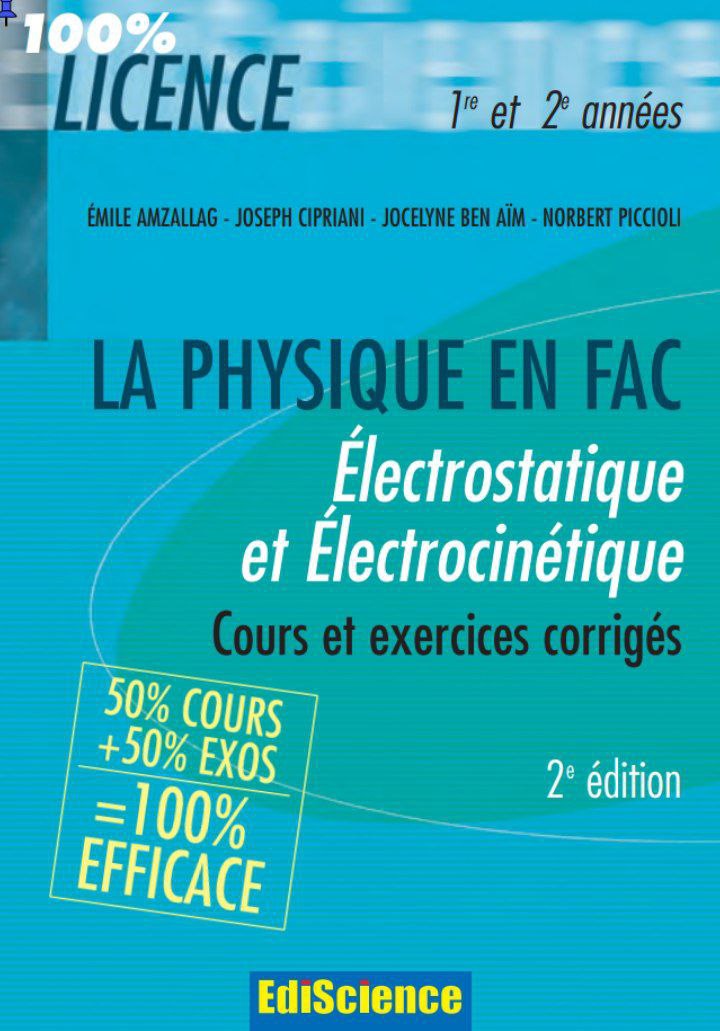 100%
LICENCE
1re et 2e années
ÉMILE AMZALLAG - JOSEPH CIPRIANI - JOCELYNE BEN AÏM - NORBERT PICCIOLI
LA PHYSIQUE EN FAC
Électrostatique
et Électrocinétique
Cours et exercices corrigés
50% COURS
+50% EXOS
=100%
EFFICACE
2e édition
EdiScience